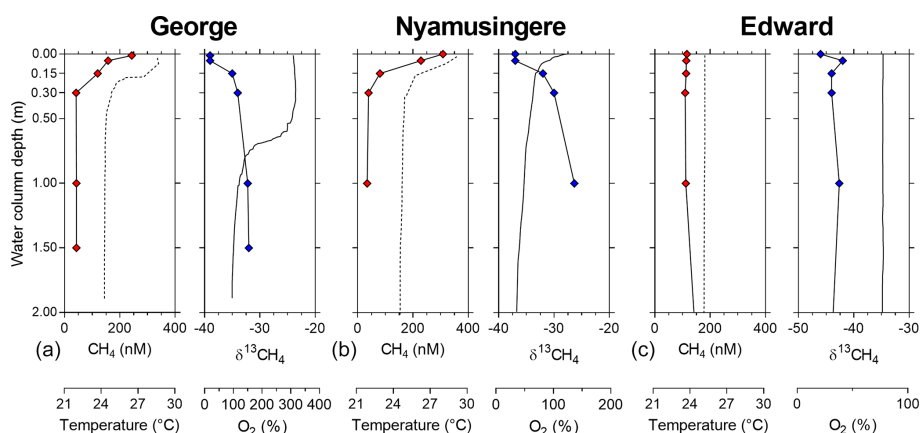 George Nyamusingere Edward
Water column depth (m)
0.00 0.15 0.30 0.50 1.00 1.50 2.00
0 200 400 -40 -30 -20 0 200 400 -40 -30 -20 0 200 400 -50 -40 -30
(a) CH₄ (nM) δ¹³CH₄ (b) CH₄ (nM) δ¹³CH₄ (c) CH₄ (nM) δ¹³CH₄
21 24 27 30 0 100 200 300 400 21 24 27 30 0 100 200 21 24 27 30 0 100
Temperature (°C) O₂ (%) Temperature (°C) O₂ (%) Temperature (°C) O₂ (%)